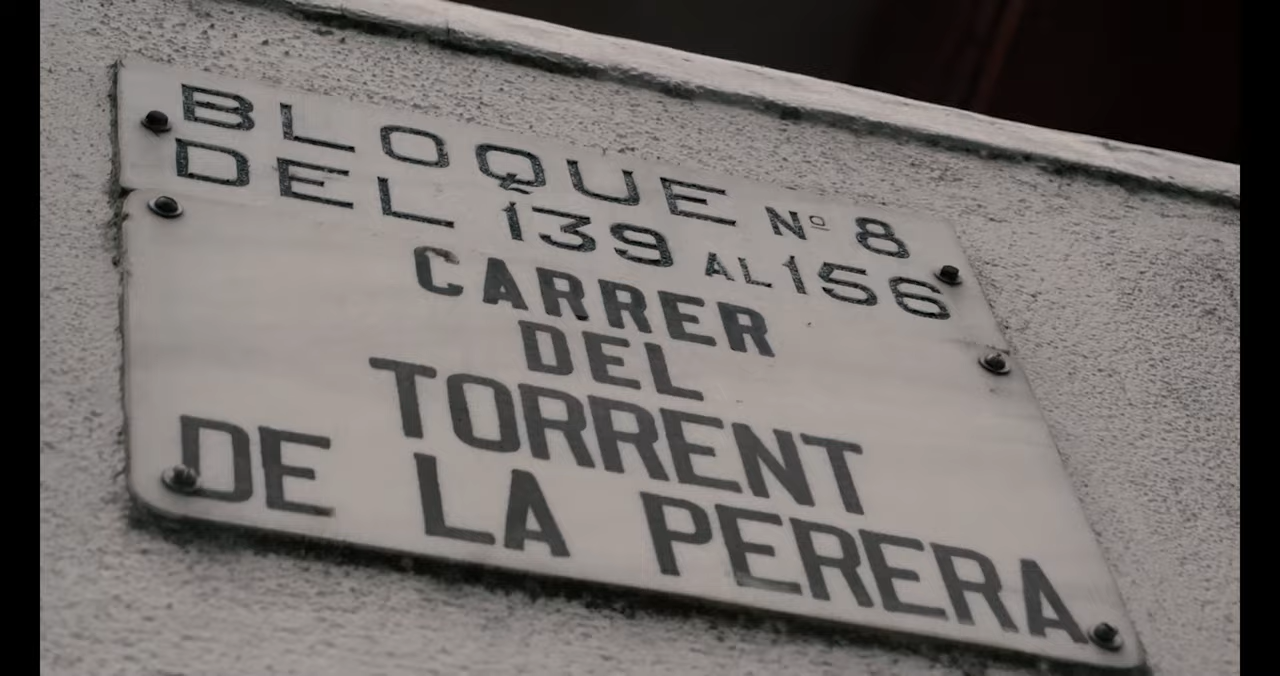 BLOQUE Nº 8
DEL 139 AL 156
CARRER
DEL
TORRENT
DE LA PERERA